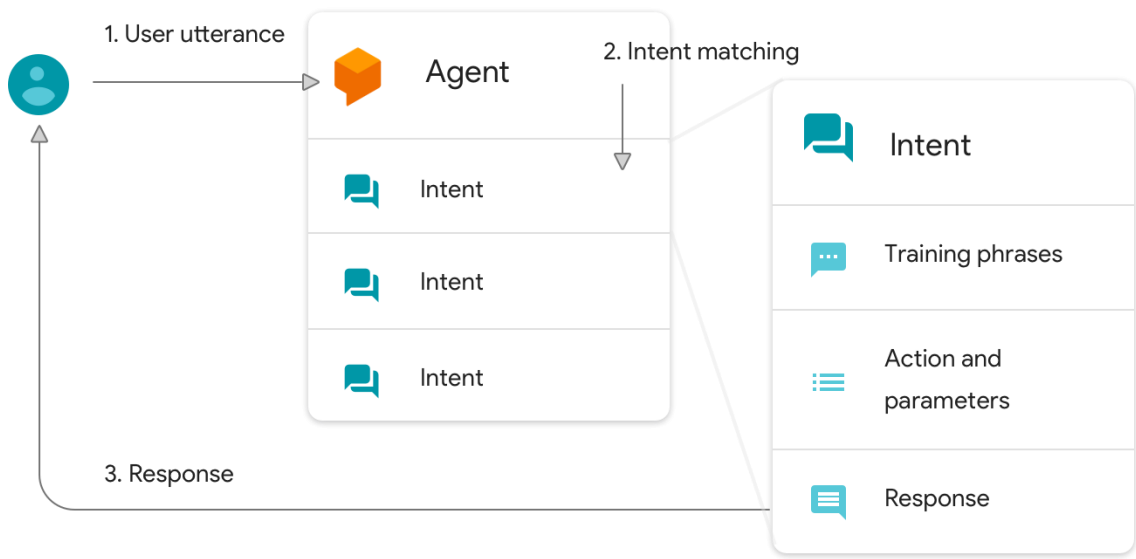 1. User utterance
Agent
2. Intent matching
Intent
Intent
Intent
Intent
Training phrases
Action and
parameters
Response
3. Response